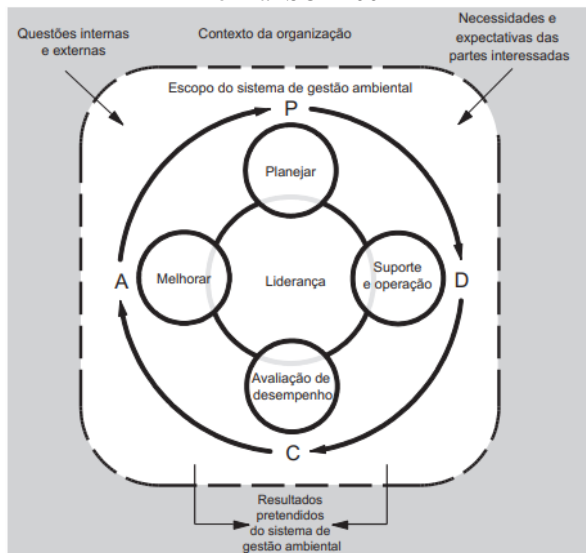 Questões internas
e externas
Contexto da organização
Necessidades e
expectativas das
partes interessadas
Escopo do sistema de gestão ambiental
P
Planejar
A
Melhorar
Liderança
Suporte
e operação
D
Avaliação de
desempenho
C
Resultados
pretendidos
do sistema de
gestão ambiental